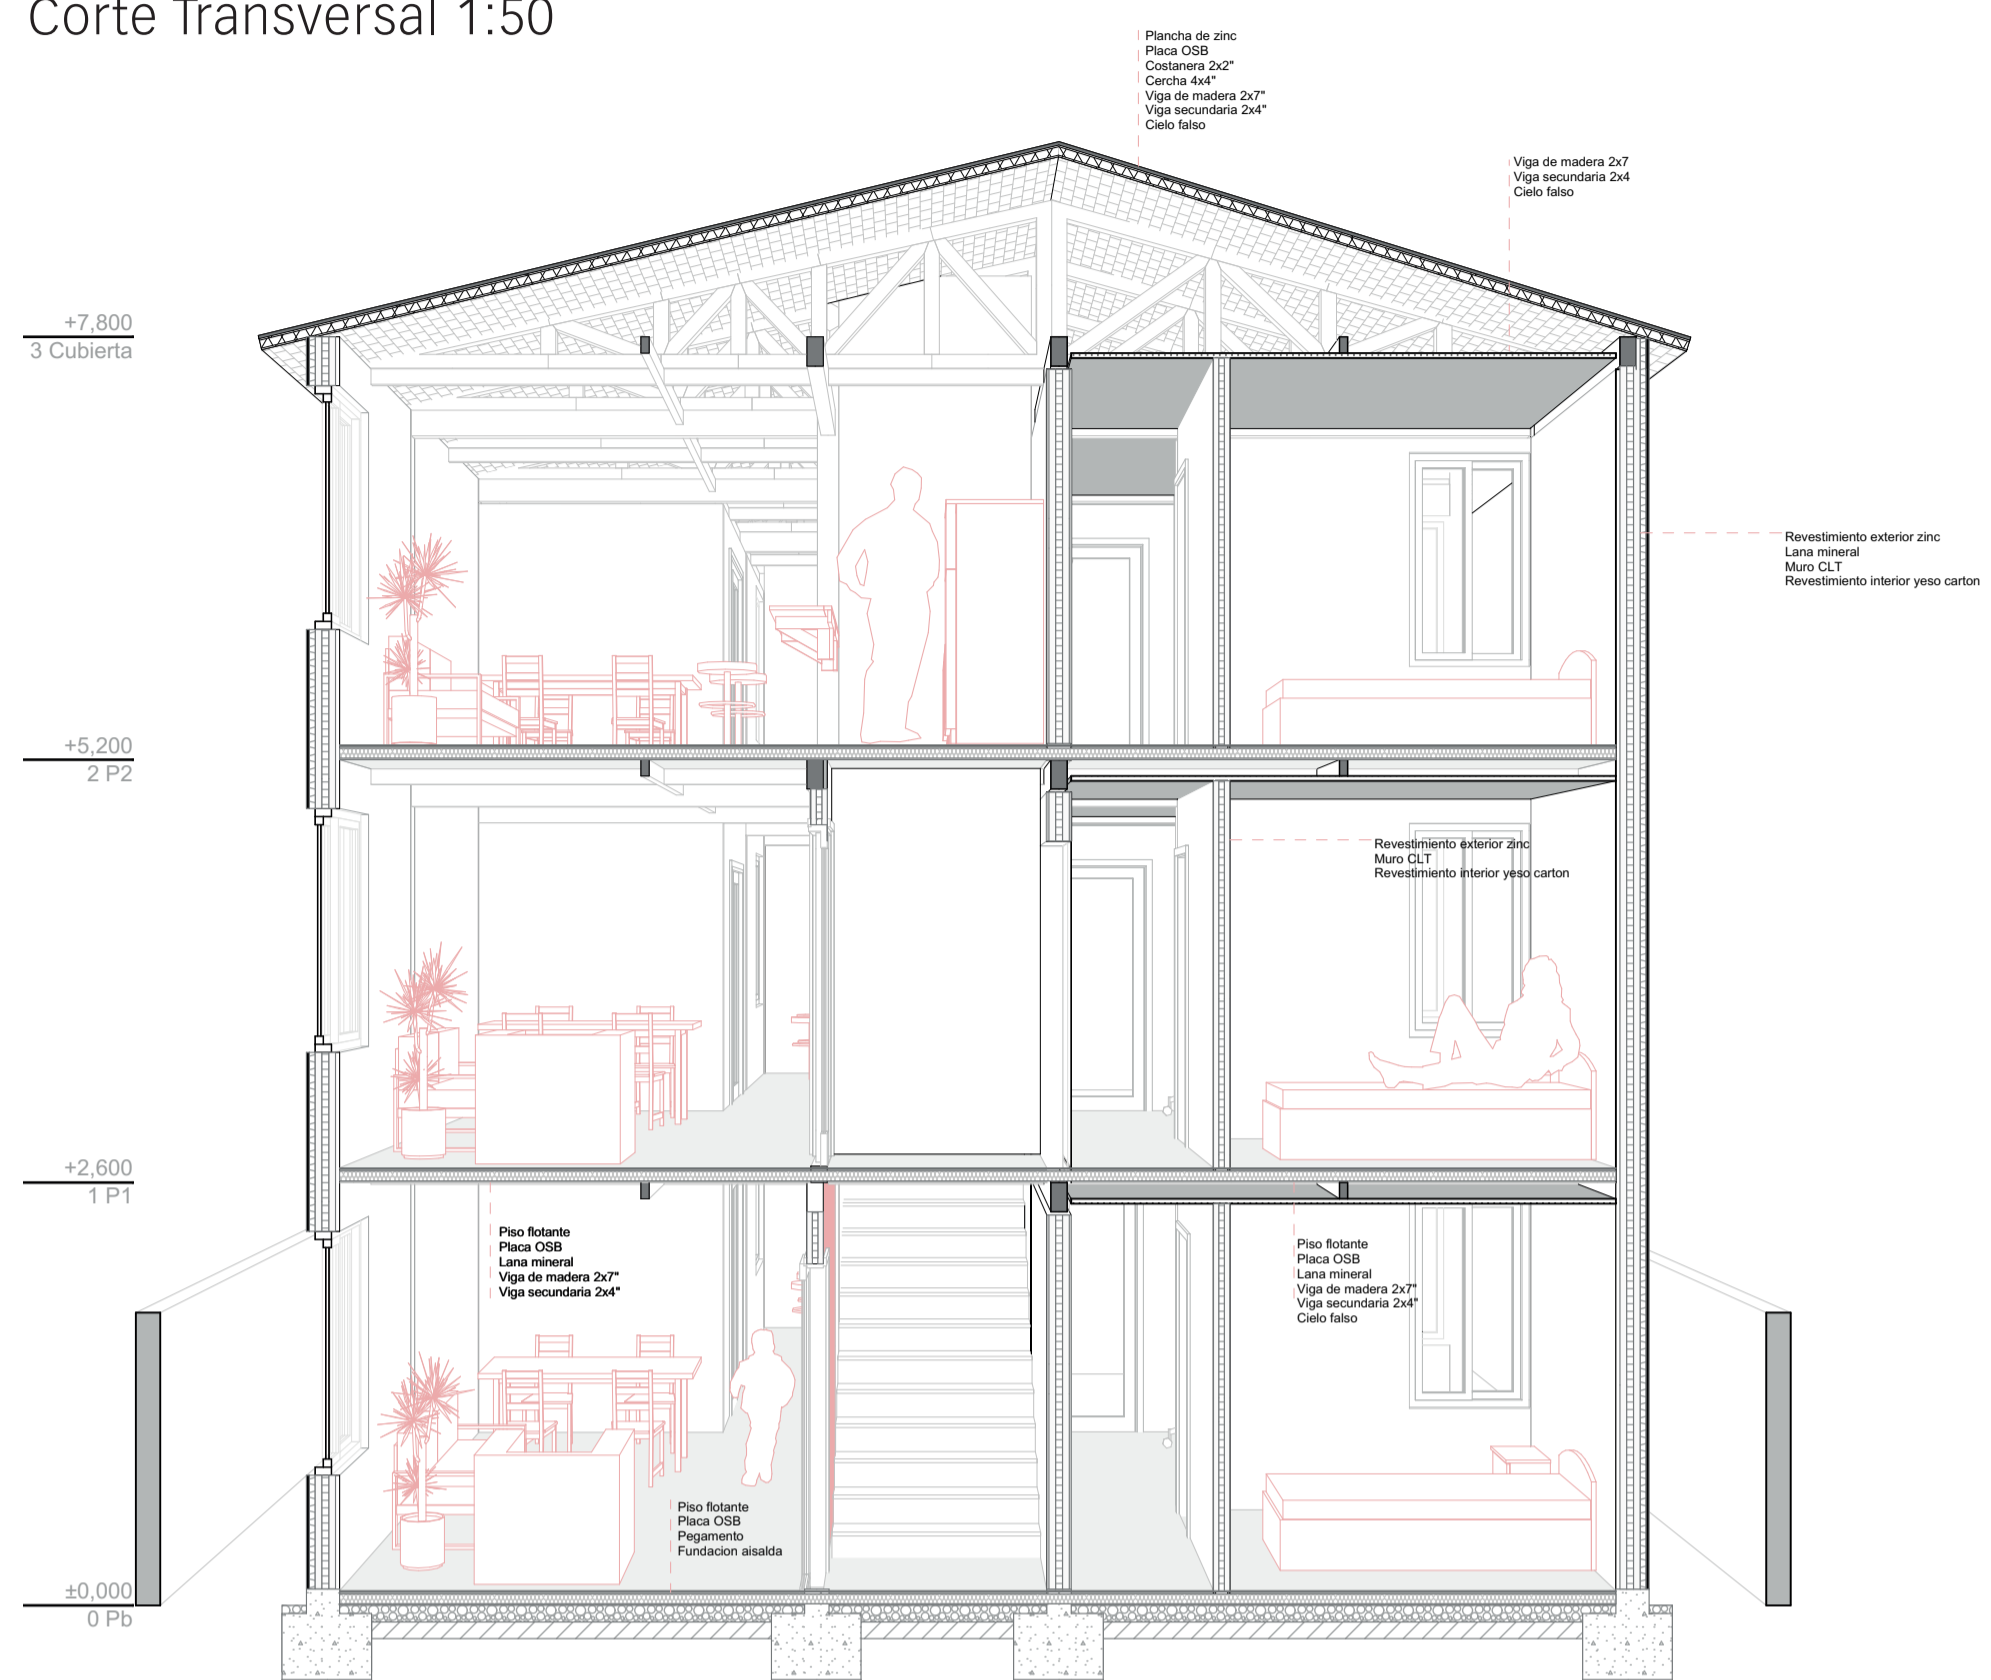 Corte Transversal 1:50
Plancha de zinc
Placa OSB
Costanera 2x2"
Cercha 4x4"
Viga de madera 2x7"
Viga secundaria 2x4"
Cielo falso
Viga de madera 2x7
Viga secundaria 2x4
Cielo falso
+7,800
3 Cubierta
Revestimiento exterior zinc
Lana mineral
Muro CLT
Revestimiento interior yeso carton
+5,200
2 P2
Revestimiento exterior zinc
Muro CLT
Revestimiento interior yeso carton
+2,600
1 P1
Piso flotante
Placa OSB
Lana mineral
Viga de madera 2x7"
Viga secundaria 2x4"
Piso flotante
Placa OSB
Lana mineral
Viga de madera 2x7"
Viga secundaria 2x4"
Cielo falso
Piso flotante
Placa OSB
Pegamento
Fundacion aisalda
±0,000
0 Pb